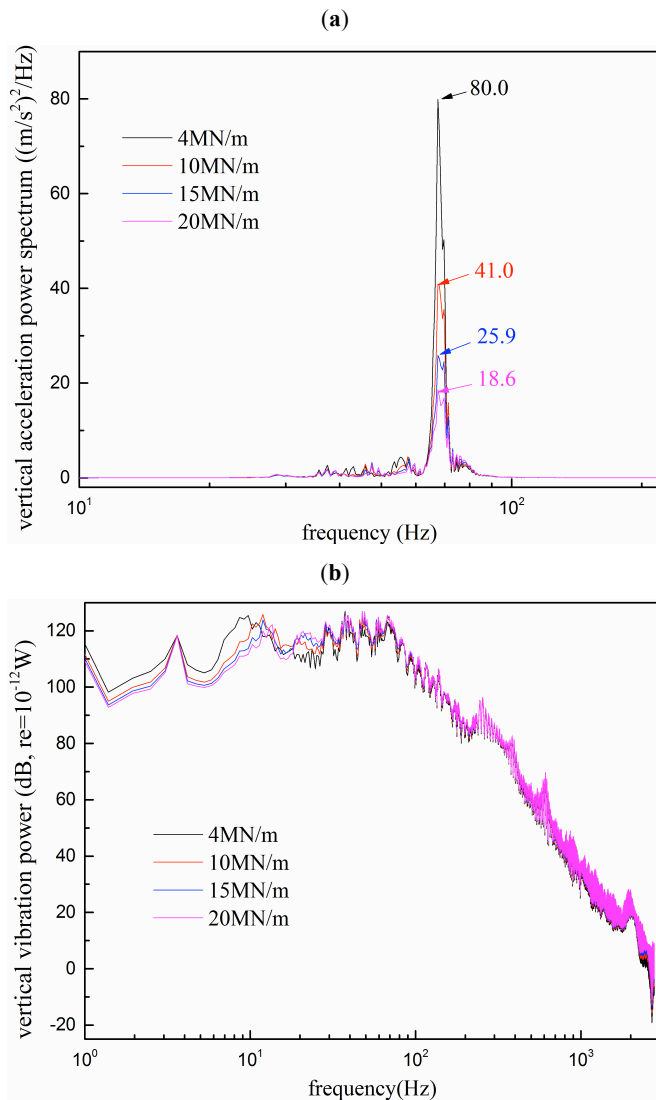 (a)
vertical acceleration power spectrum ((m/s²)²/Hz)
80
60
40
20
0
4MN/m
10MN/m
15MN/m
20MN/m
80.0
41.0
25.9
18.6
10¹
10²
frequency (Hz)
(b)
vertical vibration power (dB, re=10⁻¹²W)
120
100
80
60
40
20
0
-20
4MN/m
10MN/m
15MN/m
20MN/m
10⁰
10¹
10²
10³
frequency(Hz)